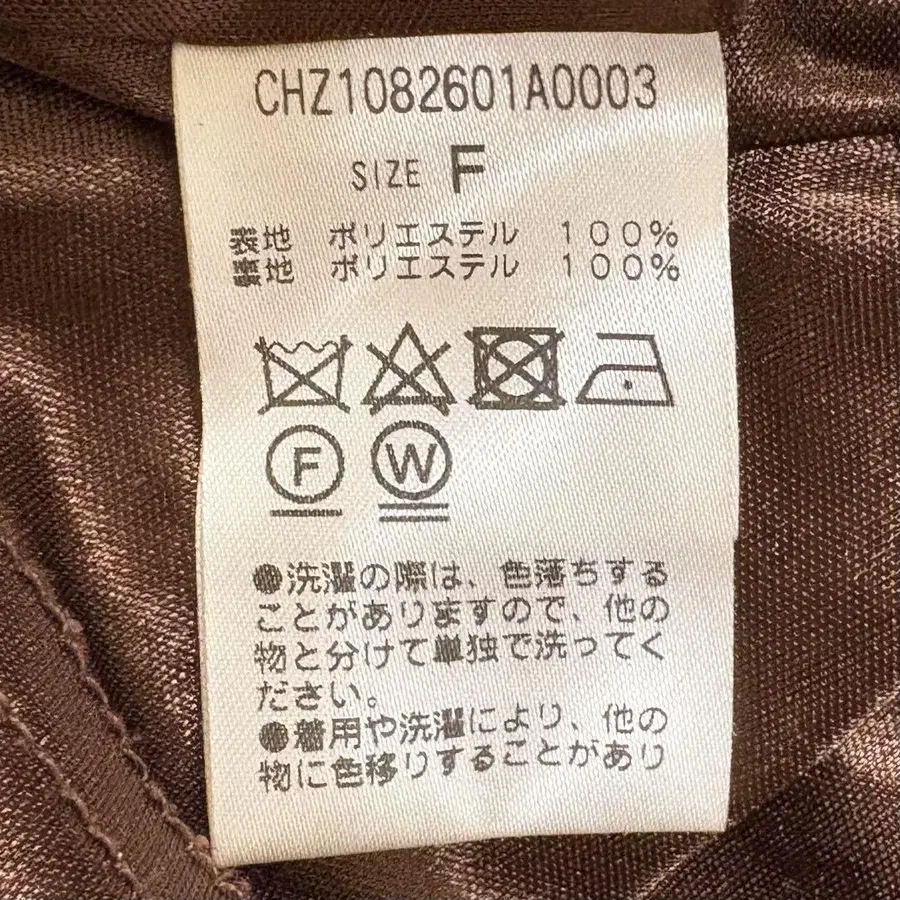 CHZ1082601A0003
SIZE F
表地 ポリエステル 100%
裏地 ポリエステル 100%
F W
●洗濯の際は、色落ちする
ことがありますので、他の
物と分けて単独で洗ってく
ださい。
●着用や洗濯により、他の
物に色移りすることがあり